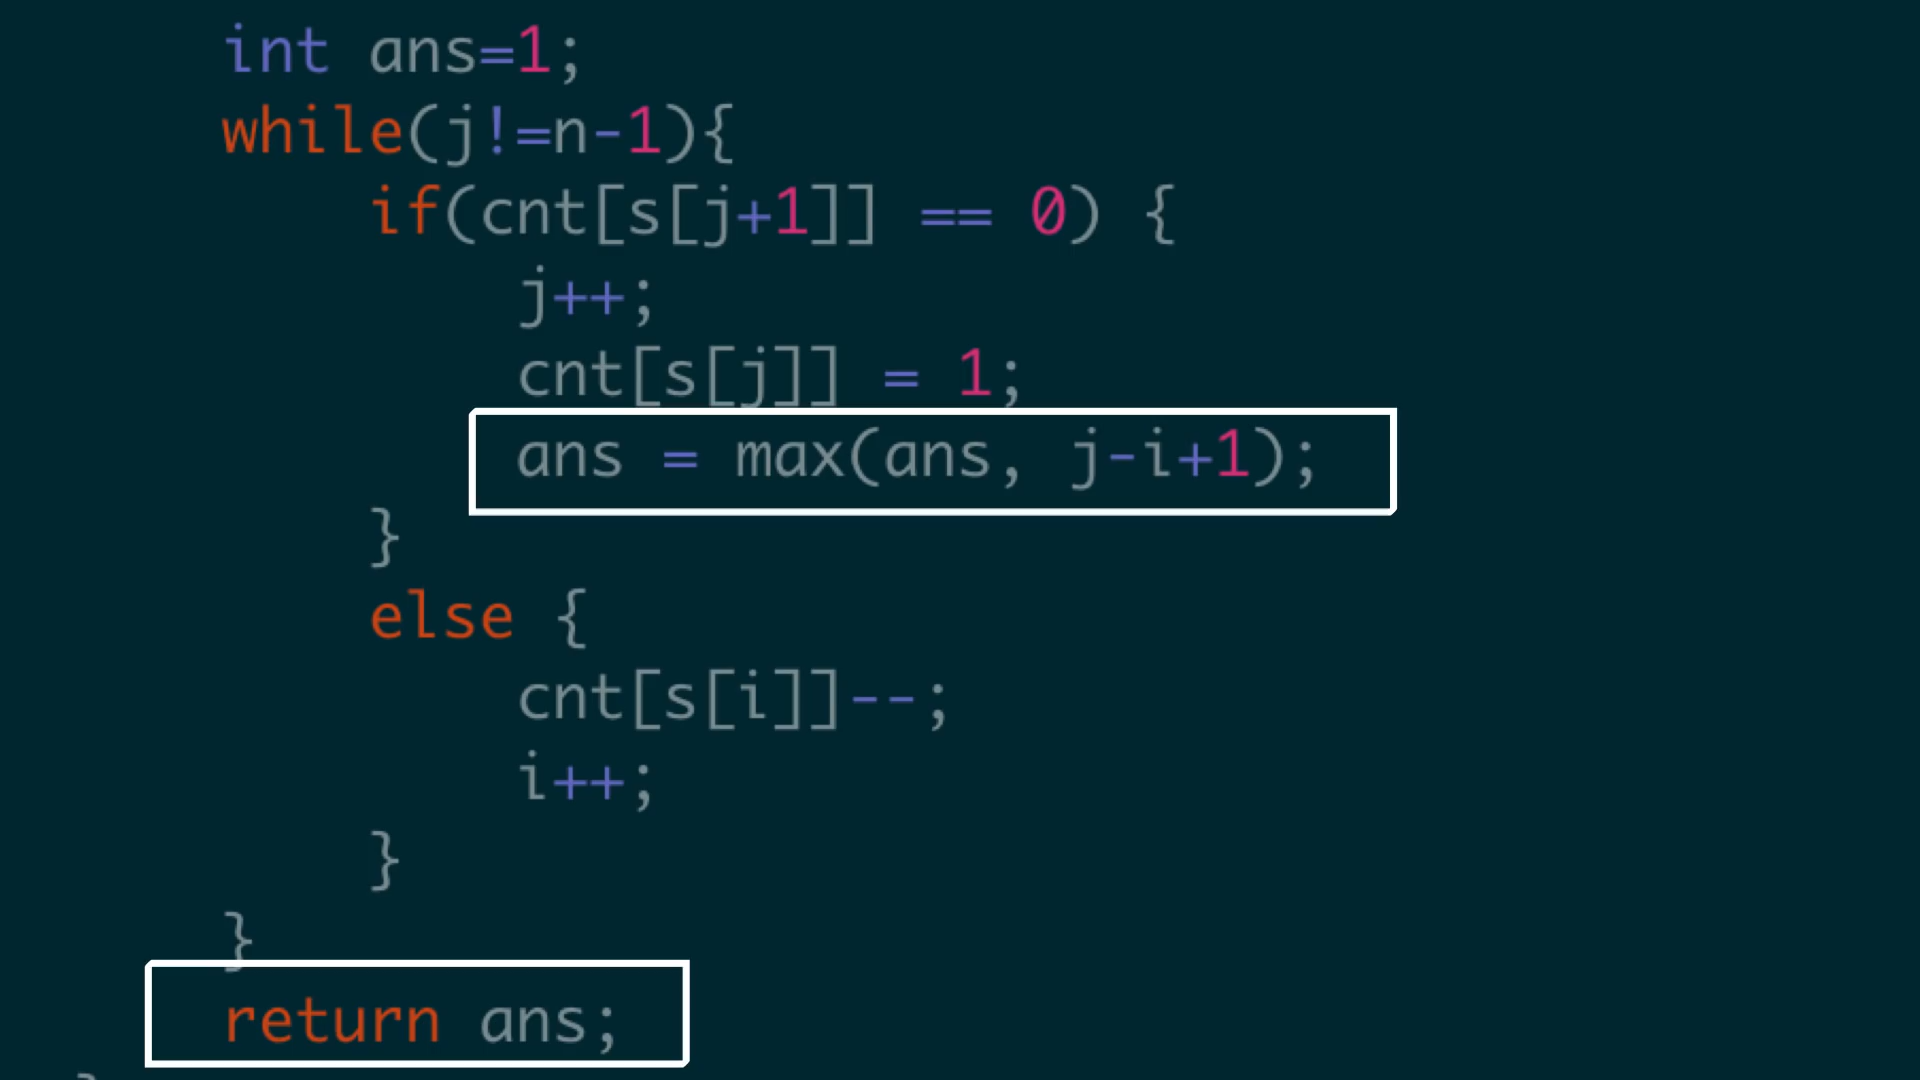 int ans=1;
while(j!=n-1){
if(cnt[s[j+1]] == 0) {
j++;
cnt[s[j]] = 1;
ans = max(ans, j-i+1);
}
else {
cnt[s[i]]--;
i++;
}
}
return ans;
}